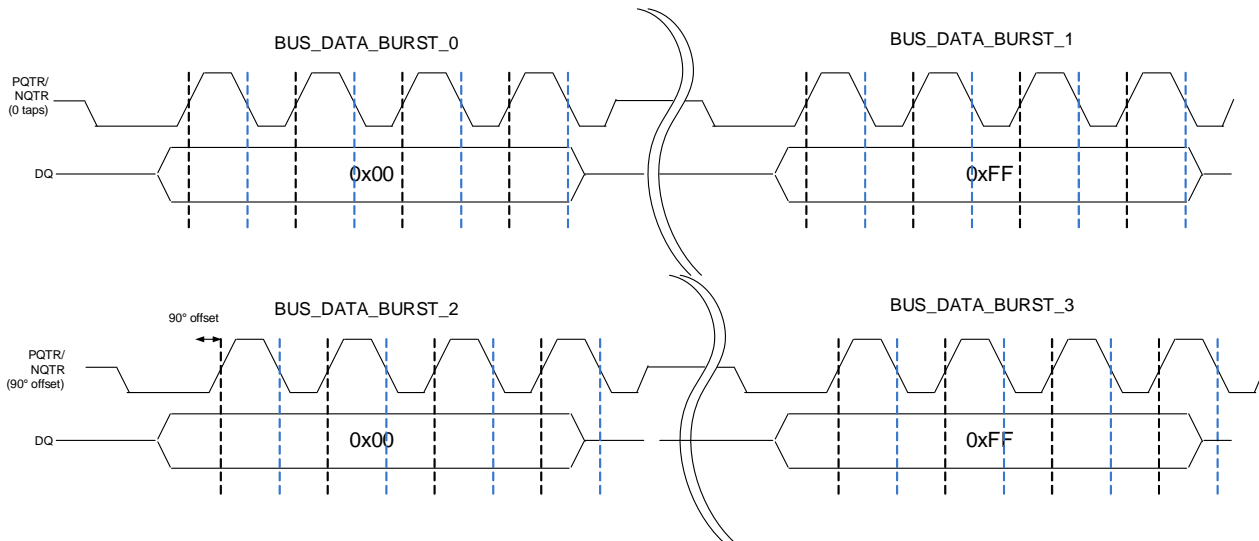 BUS_DATA_BURST_0
BUS_DATA_BURST_1
PQTR/
NQTR
(0 taps)
DQ
0x00
0xFF
BUS_DATA_BURST_2
BUS_DATA_BURST_3
90° offset
PQTR/
NQTR
(90° offset)
DQ
0x00
0xFF